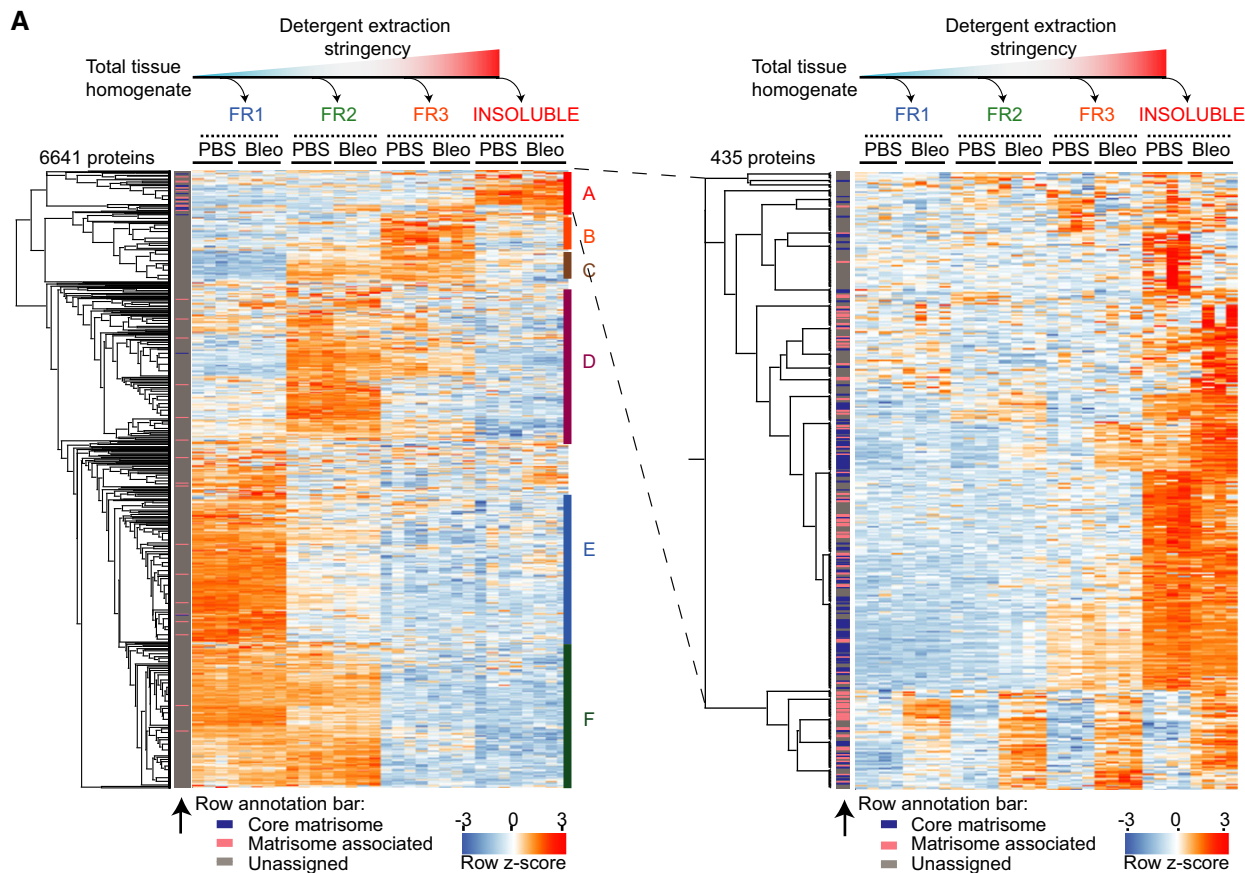 A
Detergent extraction
stringency
Total tissue
homogenate
FR1 FR2 FR3 INSOLUBLE
PBS Bleo PBS Bleo PBS Bleo PBS Bleo
6641 proteins
A
B
C
D
E
F
Row annotation bar:
Core matrisome
Matrisome associated
Unassigned
-3 0 3
Row z-score
Detergent extraction
stringency
Total tissue
homogenate
FR1 FR2 FR3 INSOLUBLE
PBS Bleo PBS Bleo PBS Bleo PBS Bleo
435 proteins
Row annotation bar:
Core matrisome
Matrisome associated
Unassigned
-3 0 3
Row z-score